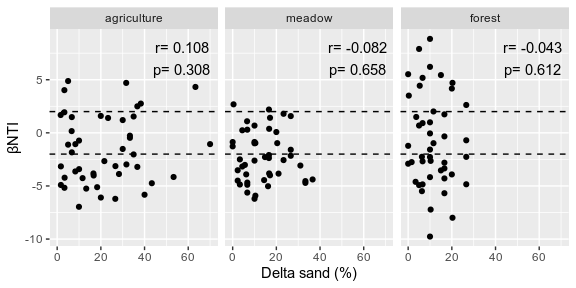 agriculture meadow forest
r= 0.108 r= -0.082 r= -0.043
p= 0.308 p= 0.658 p= 0.612
5
0
-5
-10
βNTI
0 20 40 60 0 20 40 60 0 20 40 60
Delta sand (%)